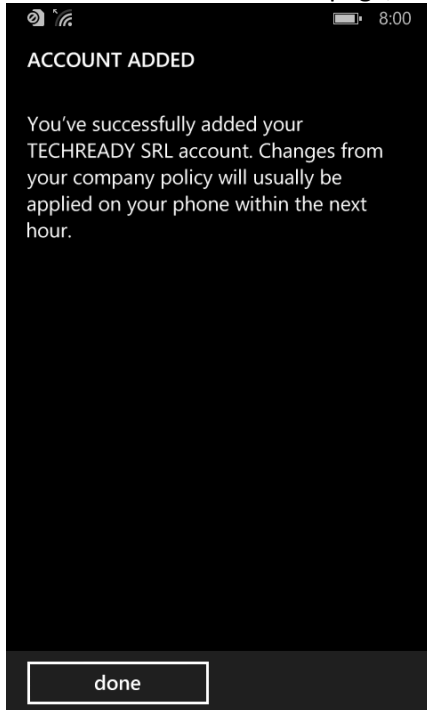 8:00
ACCOUNT ADDED
You've successfully added your
TECHREADY SRL account. Changes from
your company policy will usually be
applied on your phone within the next
hour.
done